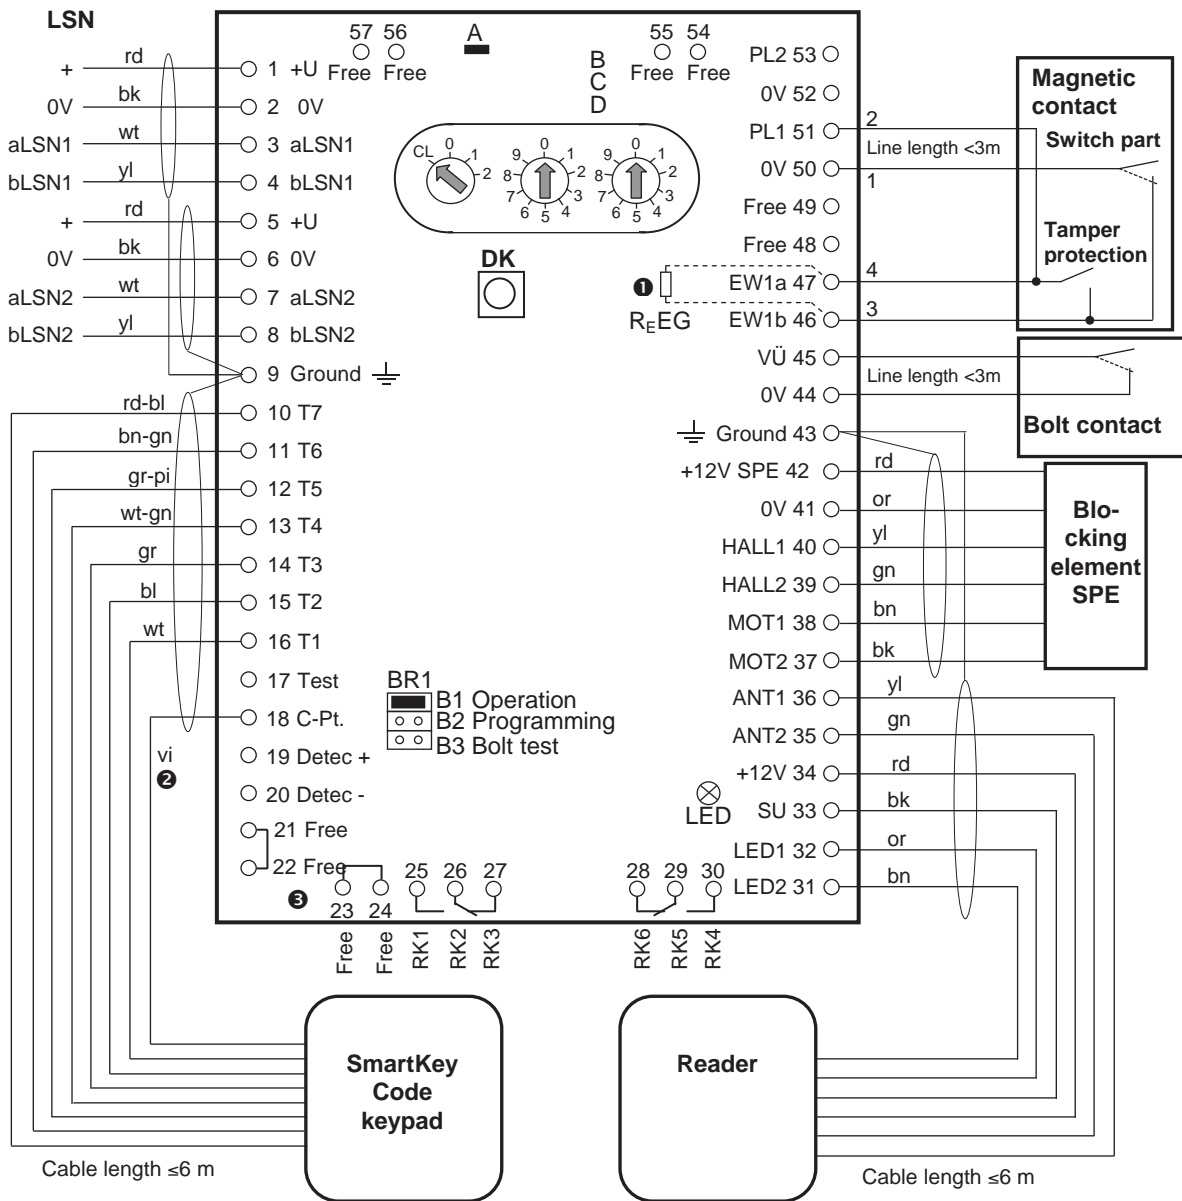 LSN
+ rd 1 +U
0V bk 2 0V
aLSN1 wt 3 aLSN1
bLSN1 yl 4 bLSN1
+ rd 5 +U
0V bk 6 0V
aLSN2 wt 7 aLSN2
bLSN2 yl 8 bLSN2
9 Ground
rd-bl 10 T7
bn-gn 11 T6
gr-pi 12 T5
wt-gn 13 T4
gr 14 T3
bl 15 T2
wt 16 T1
17 Test
18 C-Pt.
vi
❷
19 Detec +
20 Detec -
21 Free
22 Free
❸
57 56
Free Free
A
55 54
Free Free
B
C
D
CL 0 1 2
0 1 2 3 4 5 6 7 8 9
0 1 2 3 4 5 6 7 8 9
DK
❶
REEG
BR1
B1 Operation
B2 Programming
B3 Bolt test
LED
23 24 25 26 27
Free Free RK1 RK2 RK3
28 29 30
RK6 RK5 RK4
PL2 53
0V 52
PL1 51 2
Line length <3m
0V 50 1
Free 49
Free 48
EW1a 47 4
EW1b 46 3
VÜ 45
Line length <3m
0V 44
Ground 43
+12V SPE 42 rd
0V 41 or
HALL1 40 yl
HALL2 39 gn
MOT1 38 bn
MOT2 37 bk
ANT1 36 yl
ANT2 35 gn
+12V 34 rd
SU 33 bk
LED1 32 or
LED2 31 bn
Magnetic
contact
Switch part
Tamper
protection
Bolt contact
Blo-
cking
element
SPE
SmartKey
Code
keypad
Reader
Cable length ≤6 m
Cable length ≤6 m